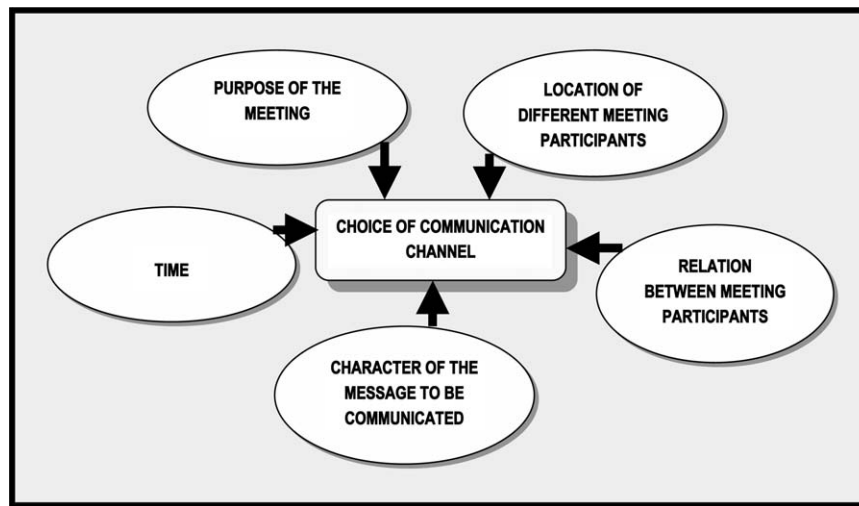 PURPOSE OF THE
MEETING
LOCATION OF
DIFFERENT MEETING
PARTICIPANTS
CHOICE OF COMMUNICATION
CHANNEL
TIME
RELATION
BETWEEN MEETING
PARTICIPANTS
CHARACTER OF THE
MESSAGE TO BE
COMMUNICATED